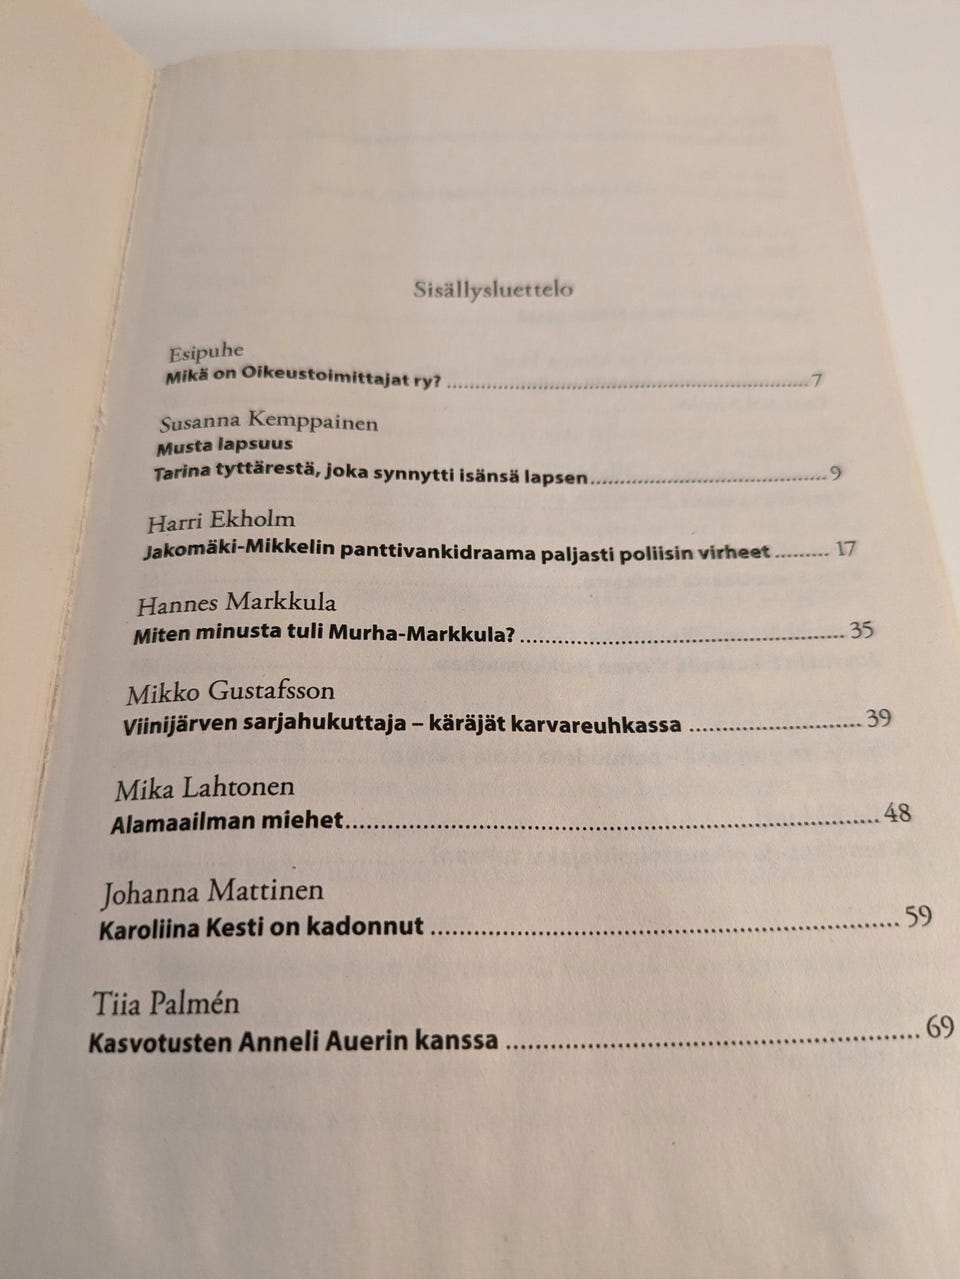 Sisällysluettelo
Esipuhe
Mikä on Oikeustoimittajat ry? 7
Susanna Kemppainen
Musta lapsuus
Tarina tyttärestä, joka synnytti isänsä lapsen 9
Harri Ekholm
Jakomäki-Mikkelin panttivankidraama paljasti poliisin virheet 17
Hannes Markkula
Miten minusta tuli Murha-Markkula? 35
Mikko Gustafsson
Viinijärven sarjahukuttaja – käräjät karvareuhkassa 39
Mika Lahtonen
Alamaailman miehet 48
Johanna Mattinen
Karoliina Kesti on kadonnut 59
Tiia Palmén
Kasvotusten Anneli Auerin kanssa 69